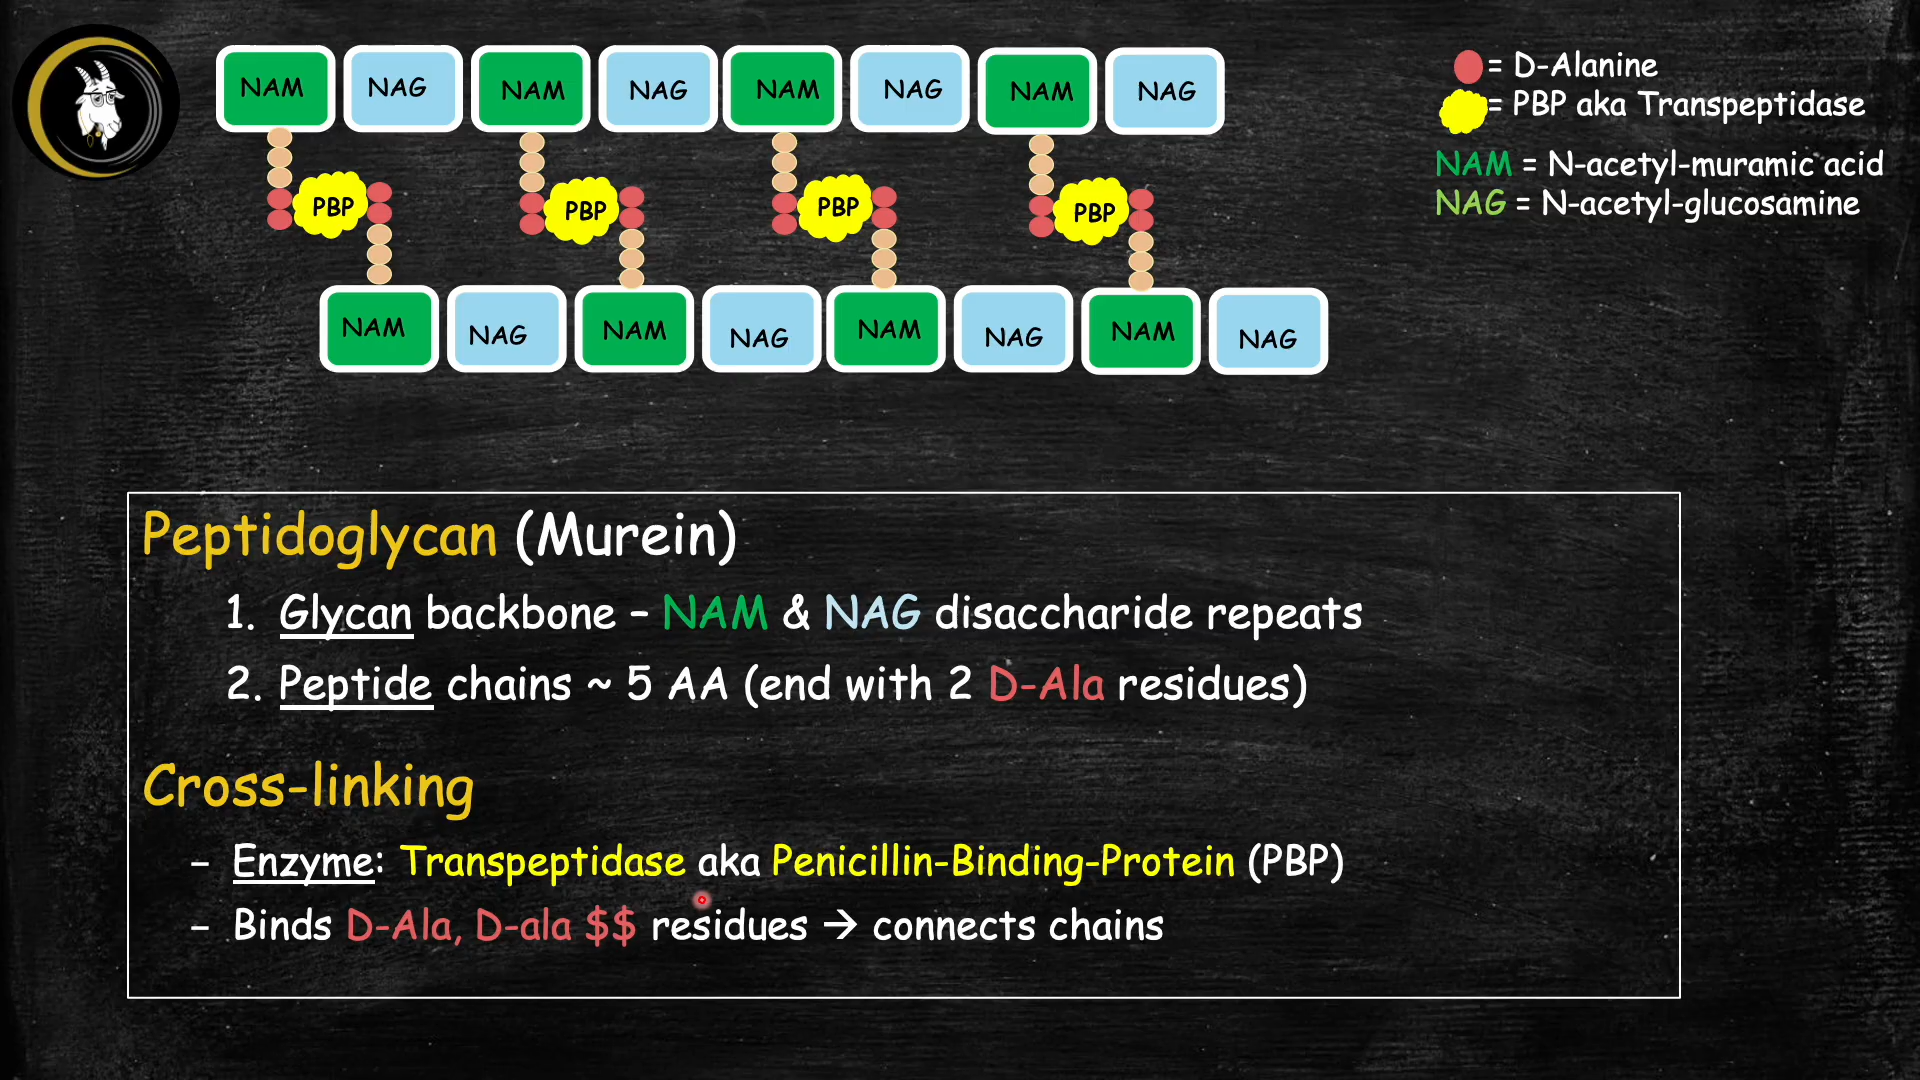 NAM NAG NAM NAG NAM NAG NAM NAG
= D-Alanine
= PBP aka Transpeptidase
NAM = N-acetyl-muramic acid
NAG = N-acetyl-glucosamine
PBP PBP PBP PBP
NAM NAG NAM NAG NAM NAG NAM NAG
Peptidoglycan (Murein)
1. Glycan backbone – NAM & NAG disaccharide repeats
2. Peptide chains ~ 5 AA (end with 2 D-Ala residues)
Cross-linking
– Enzyme: Transpeptidase aka Penicillin-Binding-Protein (PBP)
– Binds D-Ala, D-ala $$ residues → connects chains